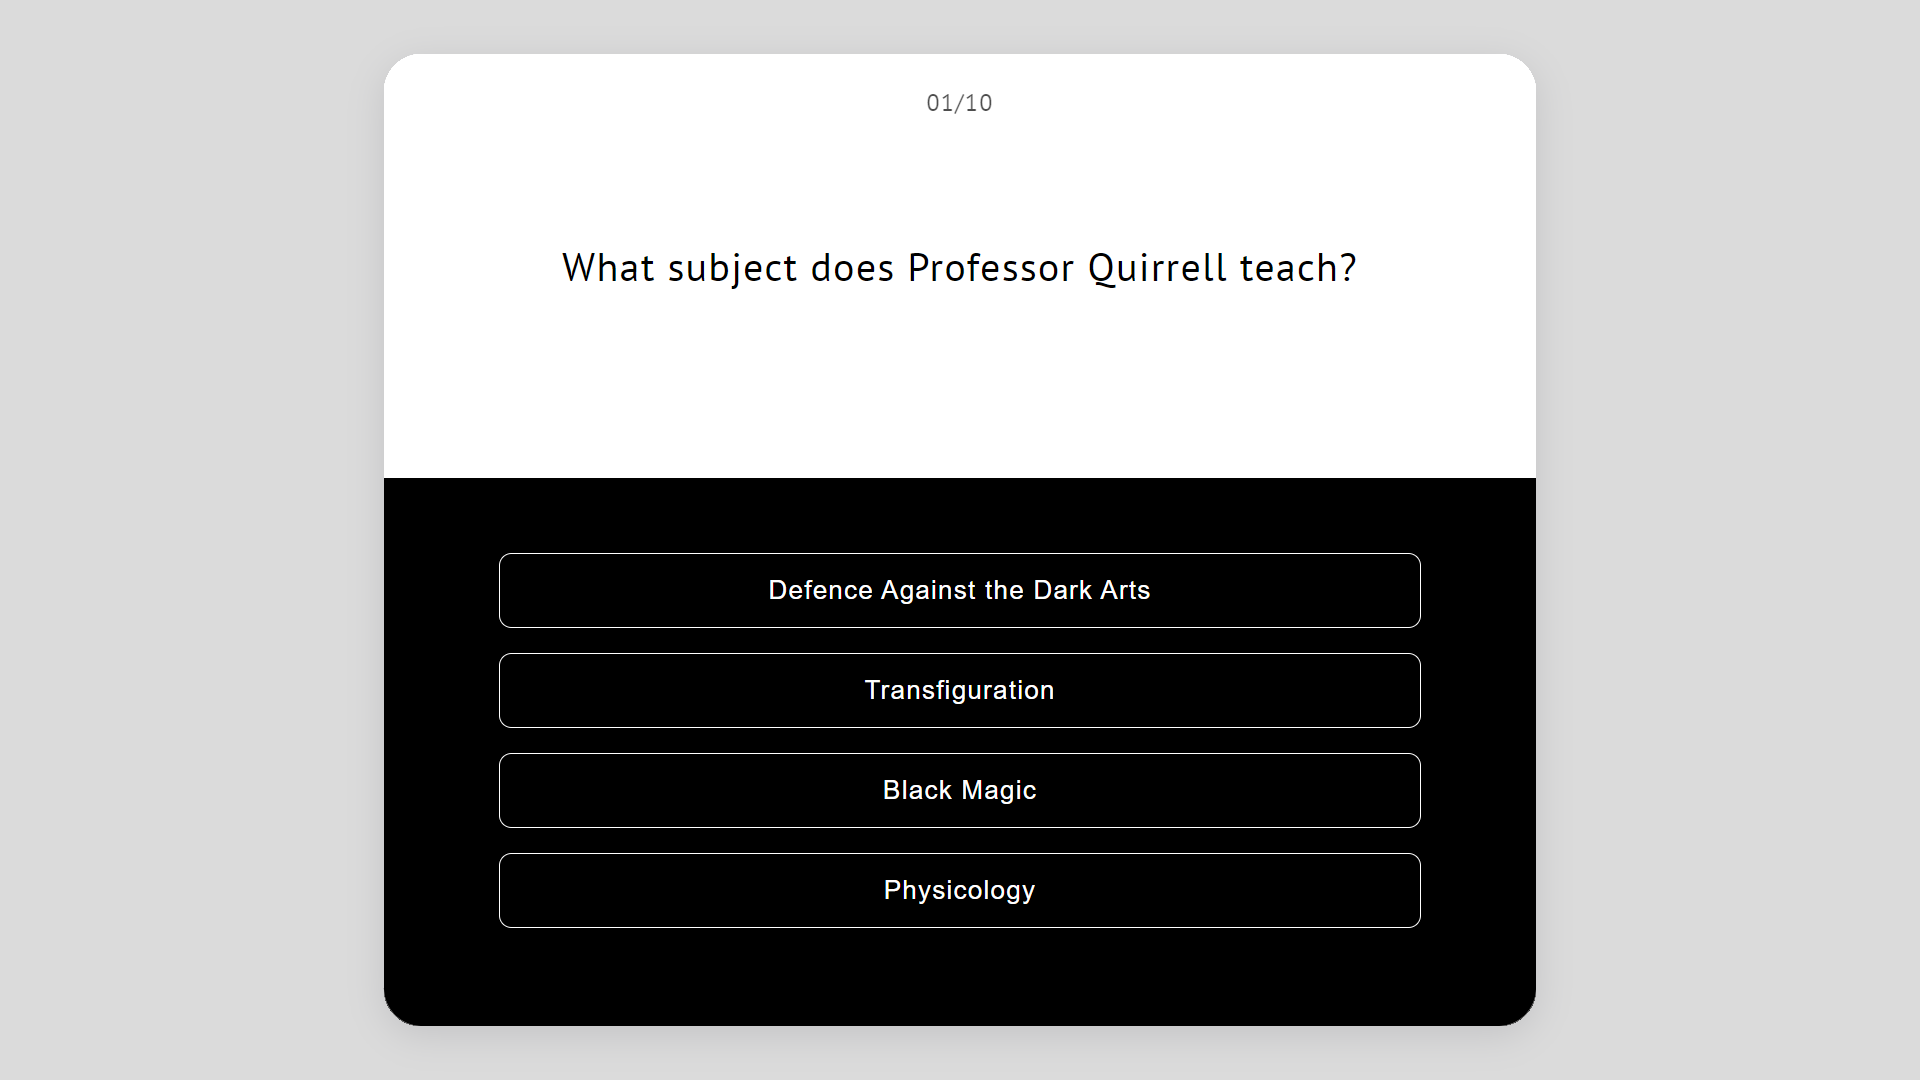 01/10
What subject does Professor Quirrell teach?
Defence Against the Dark Arts
Transfiguration
Black Magic
Physicology